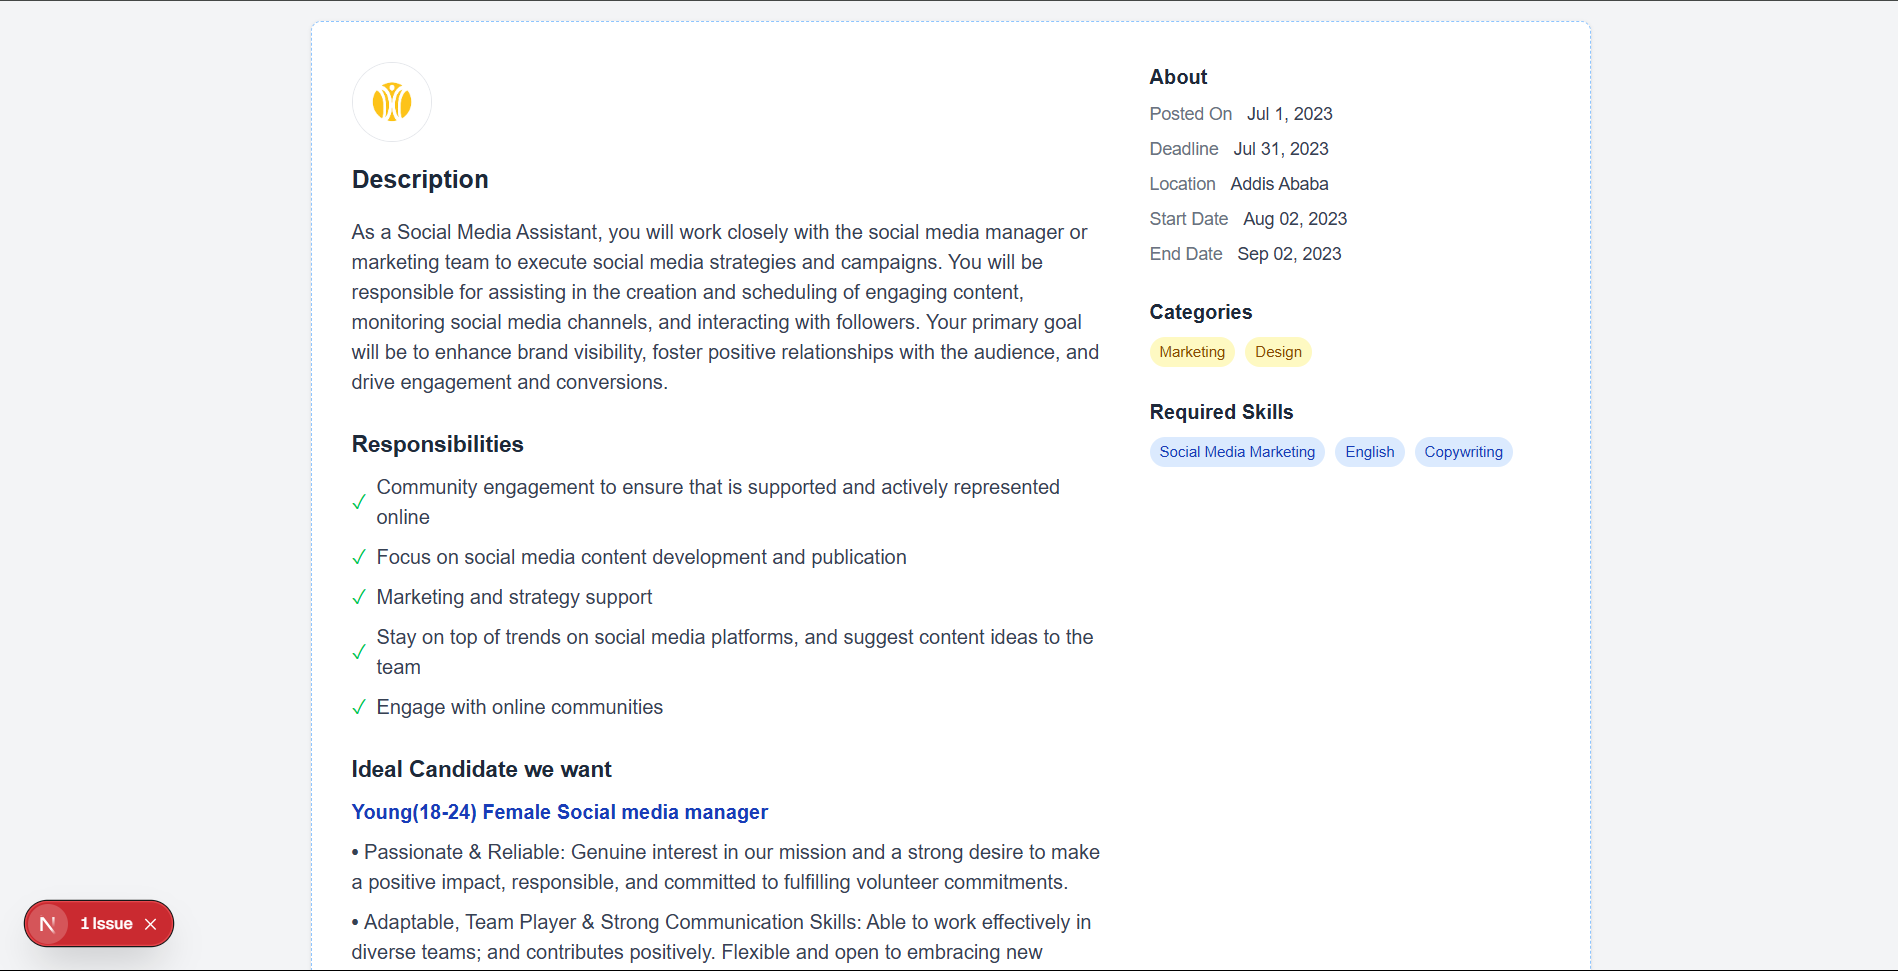 Description
As a Social Media Assistant, you will work closely with the social media manager or
marketing team to execute social media strategies and campaigns. You will be
responsible for assisting in the creation and scheduling of engaging content,
monitoring social media channels, and interacting with followers. Your primary goal
will be to enhance brand visibility, foster positive relationships with the audience, and
drive engagement and conversions.
Responsibilities
Community engagement to ensure that is supported and actively represented
online
Focus on social media content development and publication
Marketing and strategy support
Stay on top of trends on social media platforms, and suggest content ideas to the
team
Engage with online communities
Ideal Candidate we want
Young(18-24) Female Social media manager
• Passionate & Reliable: Genuine interest in our mission and a strong desire to make
a positive impact, responsible, and committed to fulfilling volunteer commitments.
• Adaptable, Team Player & Strong Communication Skills: Able to work effectively in
diverse teams; and contributes positively. Flexible and open to embracing new
About
Posted On Jul 1, 2023
Deadline Jul 31, 2023
Location Addis Ababa
Start Date Aug 02, 2023
End Date Sep 02, 2023
Categories
Marketing Design
Required Skills
Social Media Marketing English Copywriting
N 1 Issue